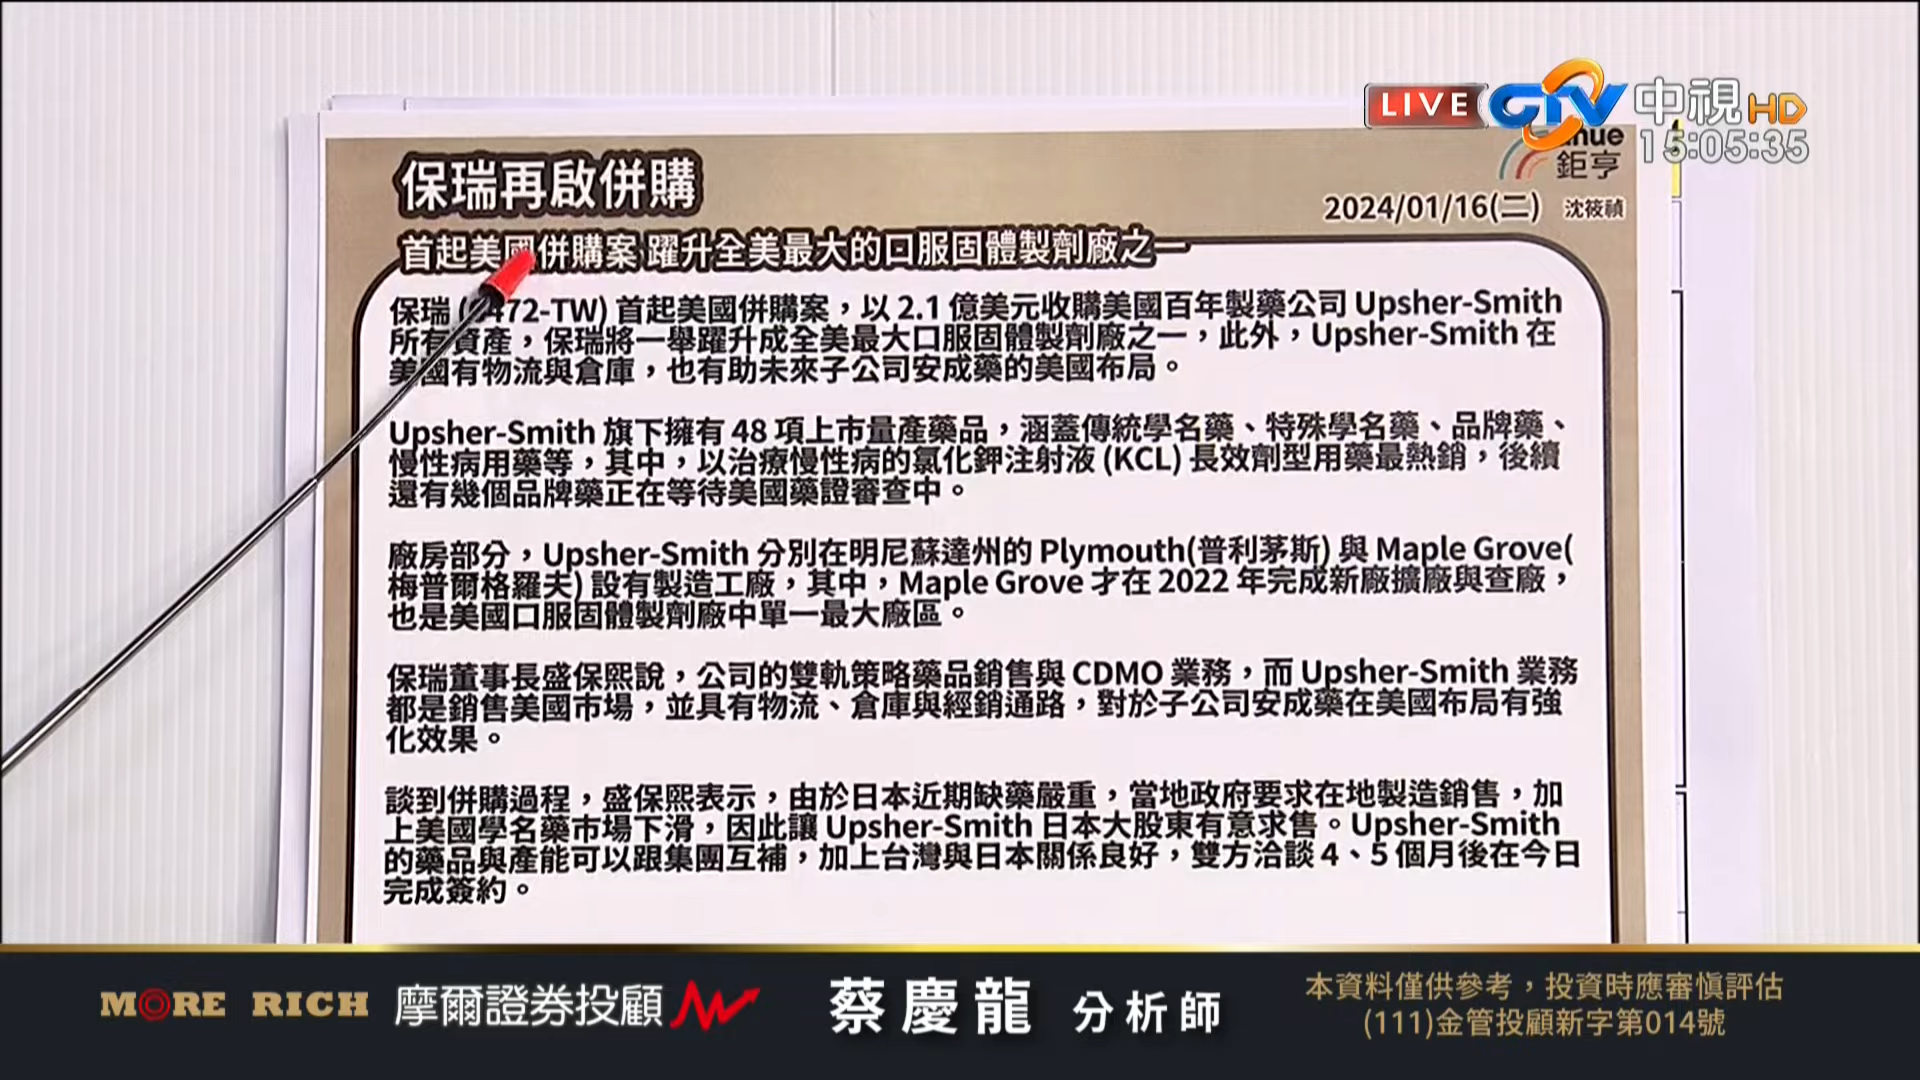 LIVE CTV 中視HD
15:05:35
鉅亨
保瑞再啟併購
2024/01/16(二) 沈筱禎
首起美國併購案 躍升全美最大的口服固體製劑廠之一
保瑞 472-TW) 首起美國併購案，以 2.1 億美元收購美國百年製藥公司 Upsher-Smith
所有資產，保瑞將一舉躍升成全美最大口服固體製劑廠之一，此外，Upsher-Smith 在
美國有物流與倉庫，也有助未來子公司安成藥的美國布局。
Upsher-Smith 旗下擁有 48 項上市量產藥品，涵蓋傳統學名藥、特殊學名藥、品牌藥、
慢性病用藥等，其中，以治療慢性病的氯化鉀注射液 (KCL) 長效劑型用藥最熱銷，後續
還有幾個品牌藥正在等待美國藥證審查中。
廠房部分，Upsher-Smith 分別在明尼蘇達州的 Plymouth(普利茅斯) 與 Maple Grove(
梅普爾格羅夫) 設有製造工廠，其中，Maple Grove 才在 2022 年完成新廠擴廠與查廠，
也是美國口服固體製劑廠中單一最大廠區。
保瑞董事長盛保熙說，公司的雙軌策略藥品銷售與 CDMO 業務，而 Upsher-Smith 業務
都是銷售美國市場，並具有物流、倉庫與經銷通路，對於子公司安成藥在美國布局有強
化效果。
談到併購過程，盛保熙表示，由於日本近期缺藥嚴重，當地政府要求在地製造銷售，加
上美國學名藥市場下滑，因此讓 Upsher-Smith 日本大股東有意求售。Upsher-Smith
的藥品與產能可以跟集團互補，加上台灣與日本關係良好，雙方洽談 4、5 個月後在今日
完成簽約。
MORE RICH 摩爾證券投顧 蔡慶龍 分析師
本資料僅供參考，投資時應審慎評估
(111)金管投顧新字第014號